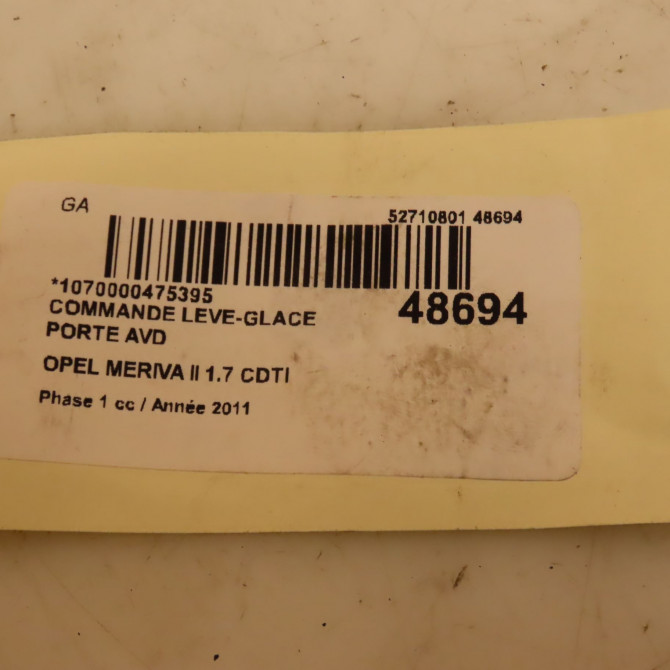 GA
52710801 48694
*1070000475395
48694
COMMANDE LEVE-GLACE
PORTE AVD
OPEL MERIVA II 1.7 CDTI
Phase 1 cc / Année 2011